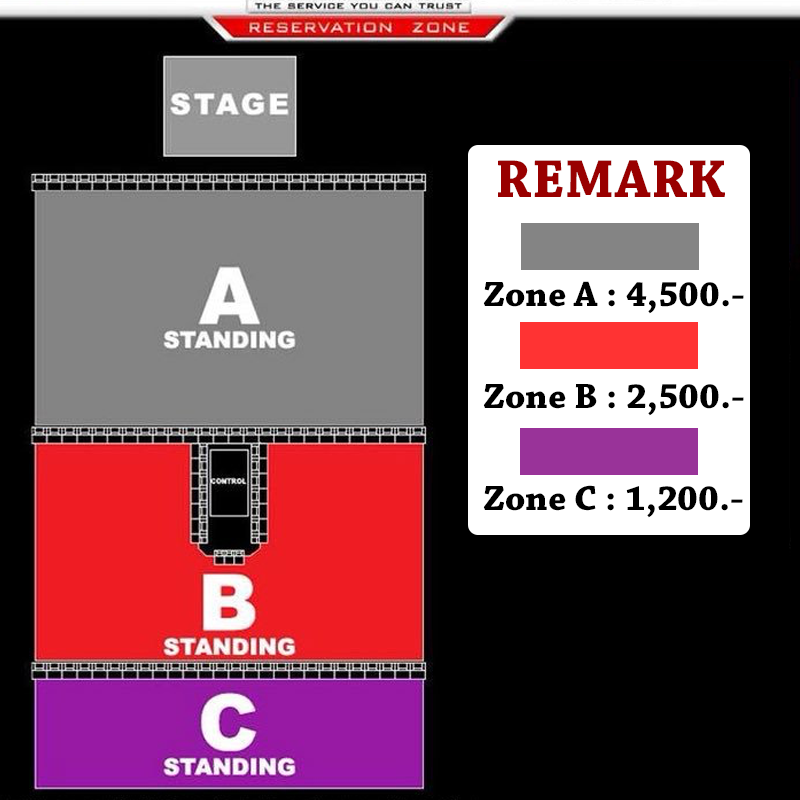 THE SERVICE YOU CAN TRUST
RESERVATION ZONE
STAGE
A
STANDING
CONTROL
B
STANDING
C
STANDING
REMARK
Zone A : 4,500.-
Zone B : 2,500.-
Zone C : 1,200.-